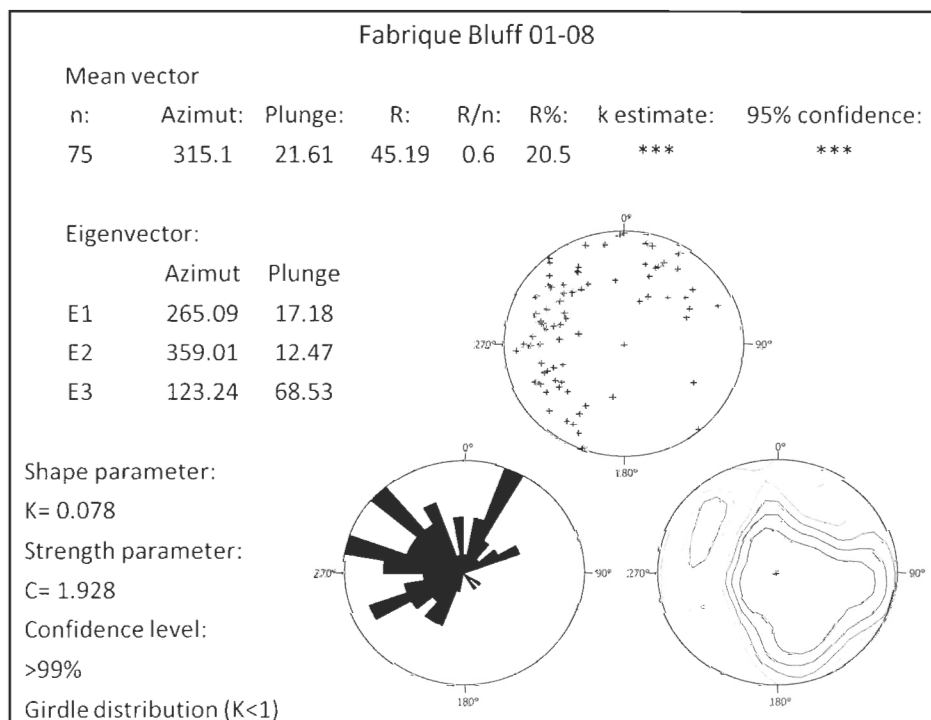 Fabrique Bluff 01-08
Mean vector
n: Azimut: Plunge: R: R/n: R%: k estimate: 95% confidence:
75 315.1 21.61 45.19 0.6 20.5 *** ***
Eigenvector:
Azimut Plunge
E1 265.09 17.18
E2 359.01 12.47
E3 123.24 68.53
0°
270° 90°
180°
Shape parameter:
K= 0.078
Strength parameter:
C= 1.928
Confidence level:
>99%
Girdle distribution (K<1)
0°
270° 90°
180°
0°
270° 90°
180°